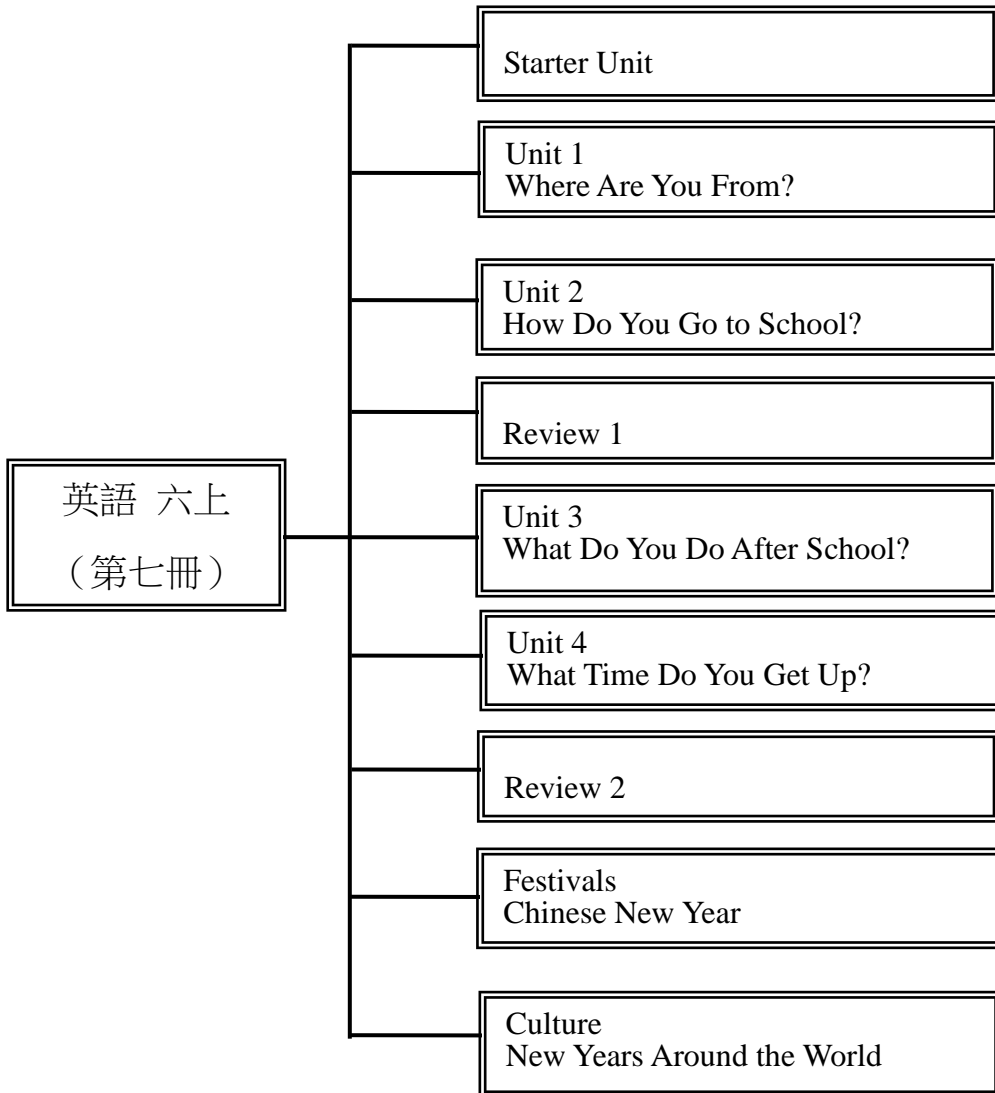 Starter Unit
Unit 1
Where Are You From?
Unit 2
How Do You Go to School?
Review 1
英語 六上
（第七冊）
Unit 3
What Do You Do After School?
Unit 4
What Time Do You Get Up?
Review 2
Festivals
Chinese New Year
Culture
New Years Around the World